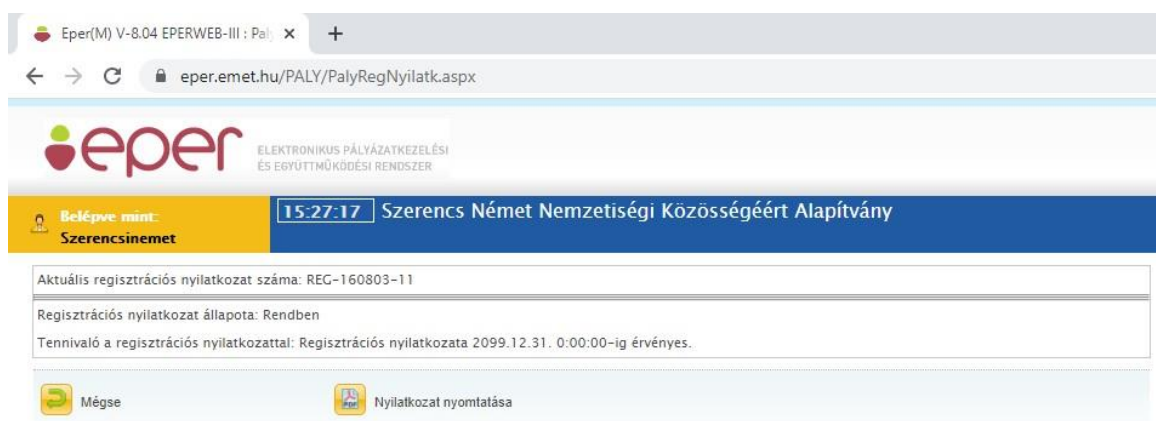 Eper(M) V-8.04 EPERWEB-III : Pal
eper.emet.hu/PALY/PalyRegNyilatk.aspx
eper
ELEKTRONIKUS PÁLYÁZATKEZELÉSI
ÉS EGYÜTTMŰKÖDÉSI RENDSZER
Belépve mint:
Szerencsinemet
15:27:17 Szerencs Német Nemzetiségi Közösségéért Alapítvány
Aktuális regisztrációs nyilatkozat száma: REG-160803-11
Regisztrációs nyilatkozat állapota: Rendben
Tennivaló a regisztrációs nyilatkozattal: Regisztrációs nyilatkozata 2099.12.31. 0:00:00-ig érvényes.
Mégse
PDF
Nyilatkozat nyomtatása